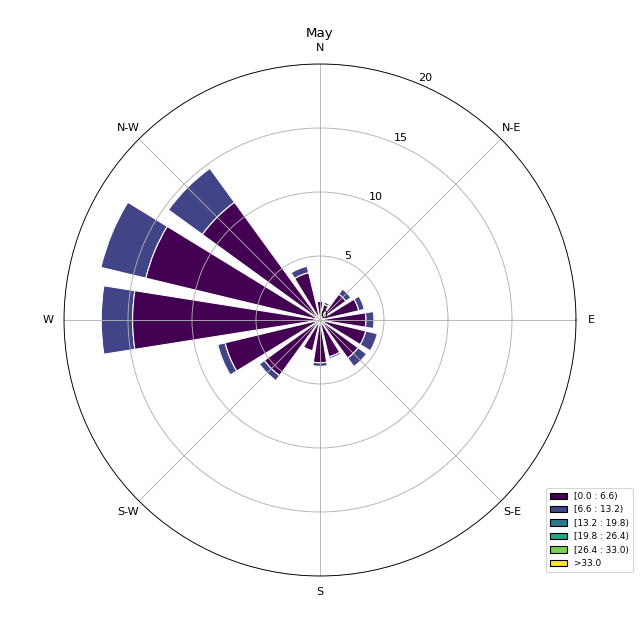 May
N
N-W
N-E
20
15
10
5
0
W
E
S-W
S-E
S
[0.0 : 6.6)
[6.6 : 13.2)
[13.2 : 19.8)
[19.8 : 26.4)
[26.4 : 33.0)
>33.0